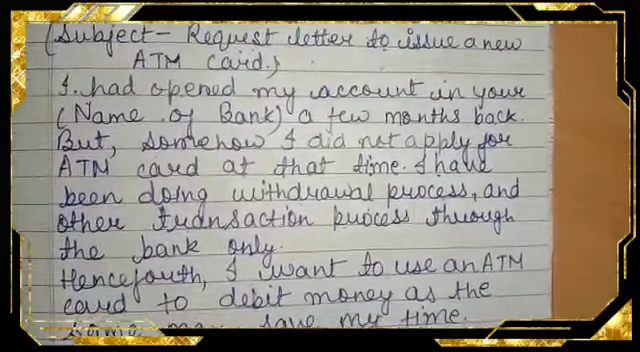 (Subject- Request letter to issue a new
ATM card.)
I had opened my account in your
(Name of Bank) a few months back.
But, somehow I did not apply for
ATM card at that time. I have
been doing withdrawal process, and
other transaction process through
the bank only.
Henceforth, I want to use an ATM
card to debit money as the
same may save my time.